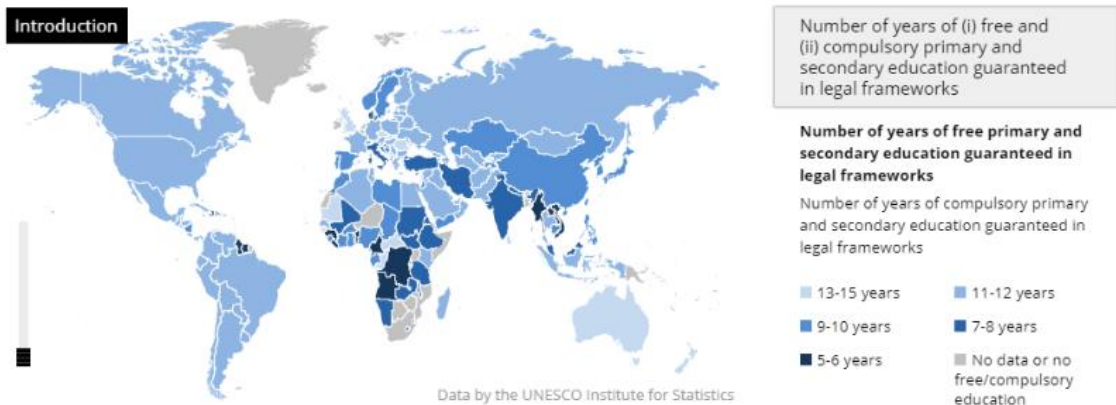 Introduction
Number of years of (i) free and
(ii) compulsory primary and
secondary education guaranteed
in legal frameworks
Number of years of free primary and
secondary education guaranteed in
legal frameworks
Number of years of compulsory primary
and secondary education guaranteed in
legal frameworks
13-15 years
11-12 years
9-10 years
7-8 years
5-6 years
No data or no
free/compulsory
education
Data by the UNESCO Institute for Statistics